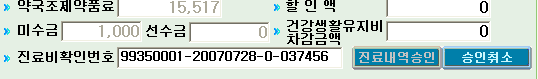 약국조제약품료 15,517 할 인 액 0
미수금 1,000 선수금 0 건강생활유지비 차감금액 0
진료비확인번호 99350001-20070728-0-037456 진료내역승인 승인취소